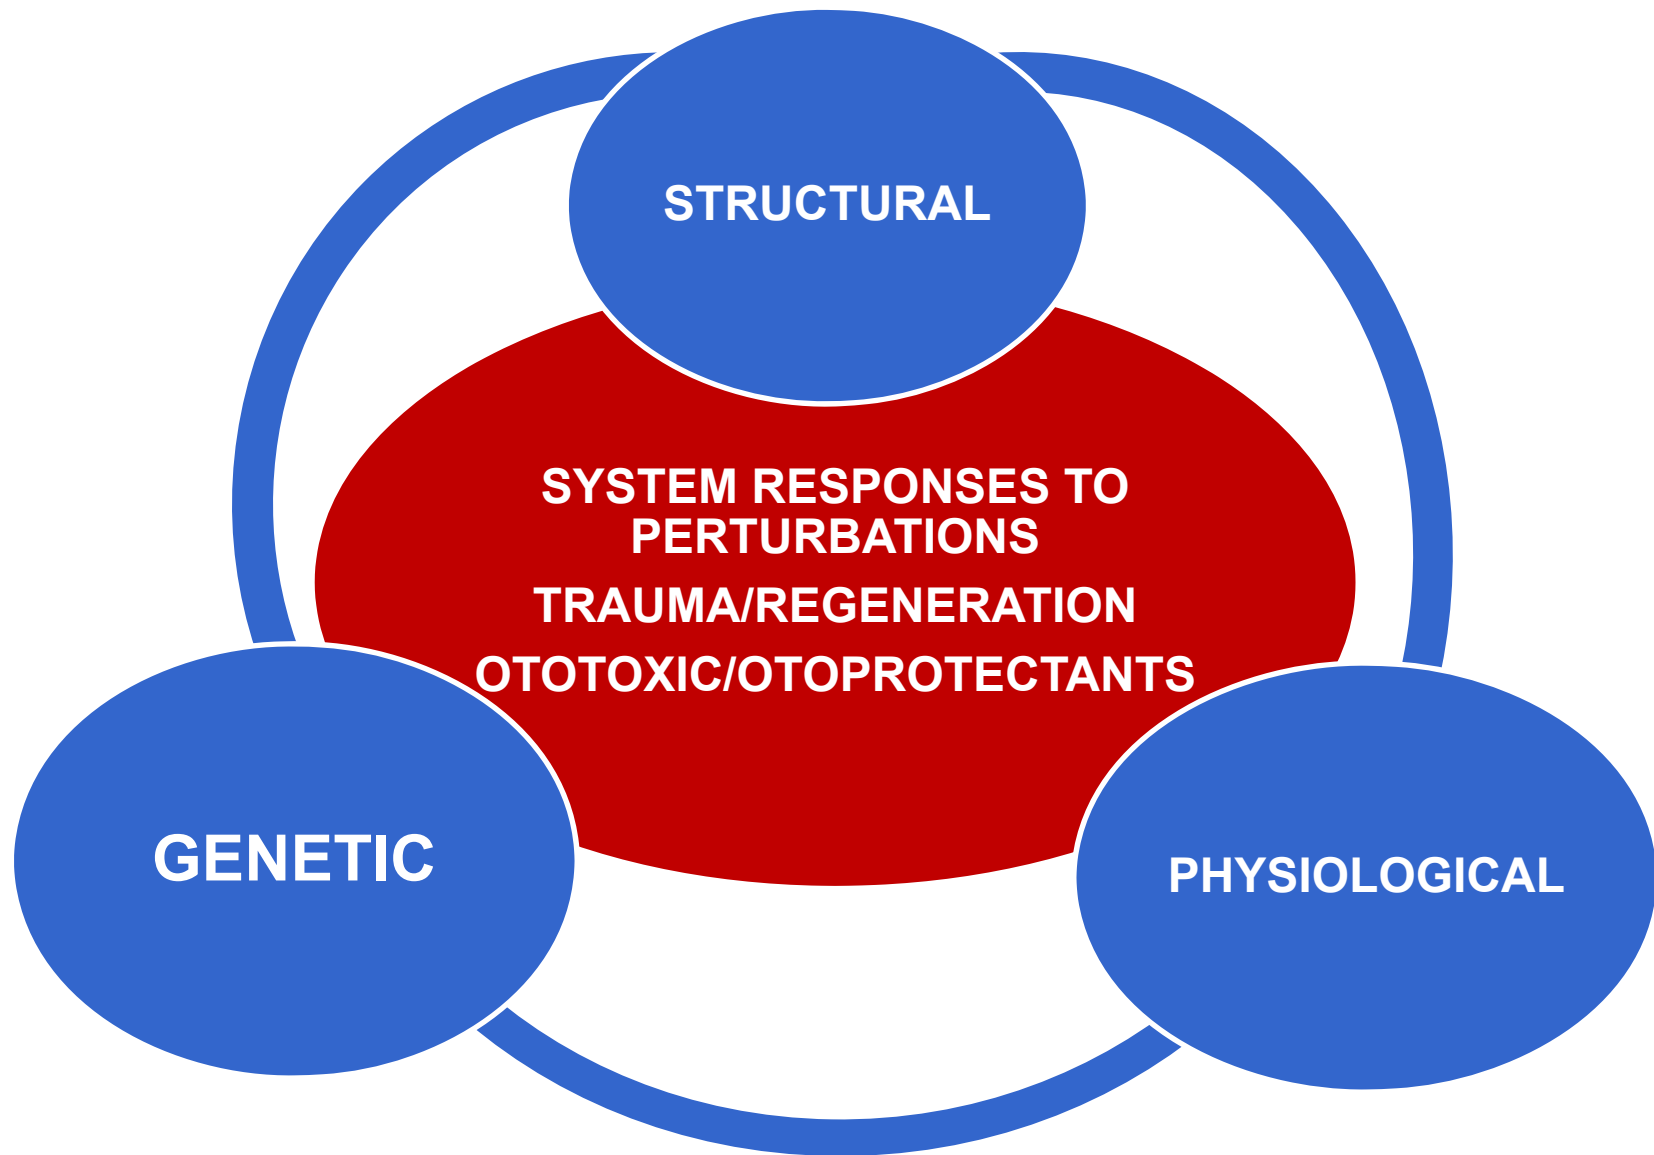 STRUCTURAL
SYSTEM RESPONSES TO
PERTURBATIONS
TRAUMA/REGENERATION
OTOTOXIC/OTOPROTECTANTS
GENETIC
PHYSIOLOGICAL